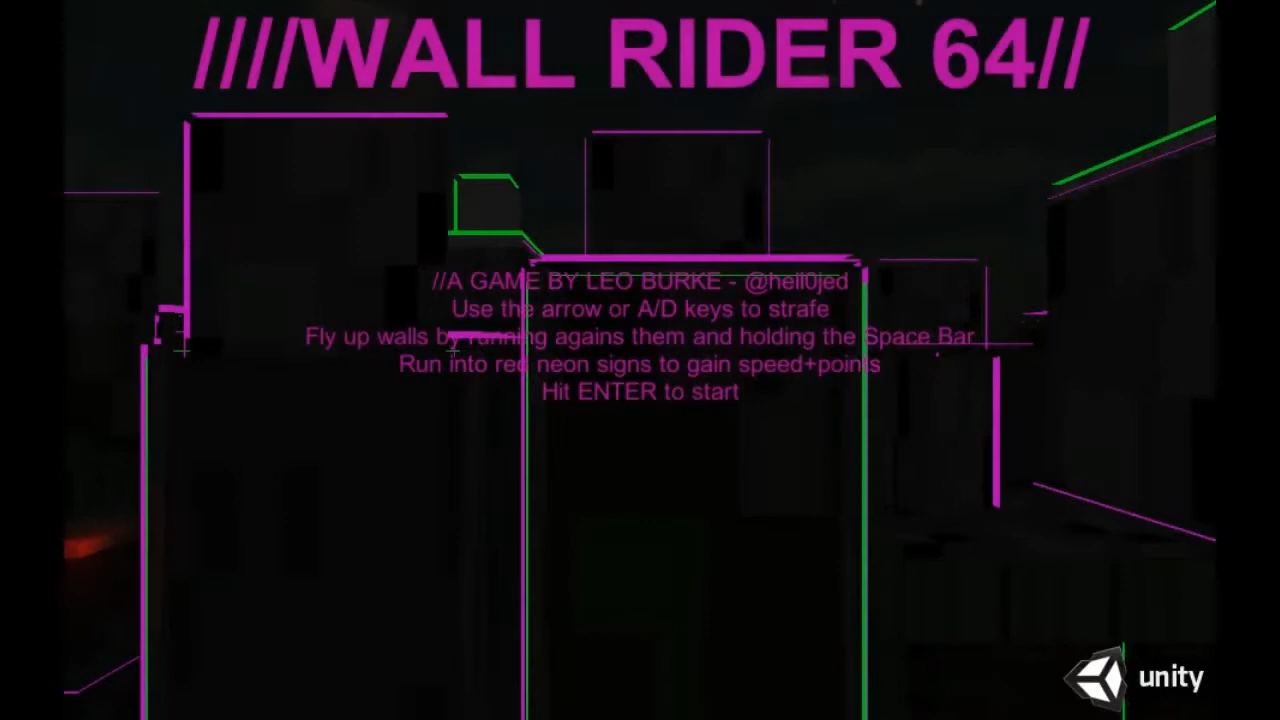 ////WALL RIDER 64//
//A GAME BY LEO BURKE - @hell0jed
Use the arrow or A/D keys to strafe
Fly up walls by running agains them and holding the Space Bar
Run into red neon signs to gain speed+points
Hit ENTER to start
unity